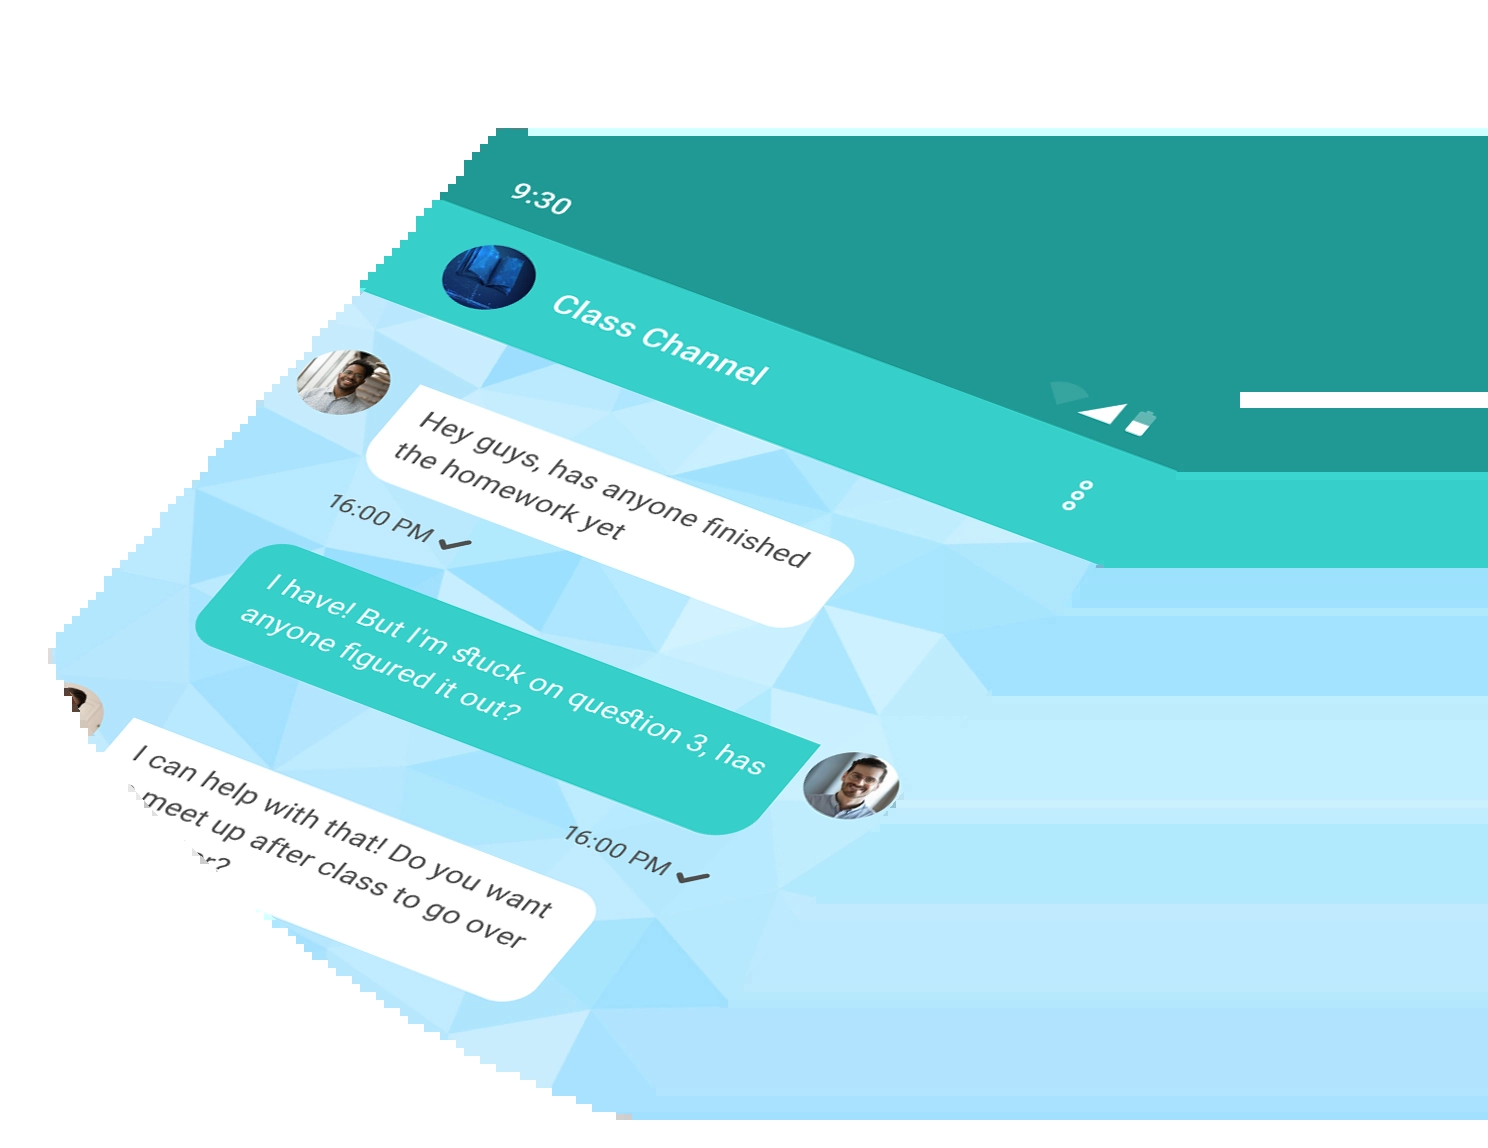 9:30
Class Channel
Hey guys, has anyone finished
the homework yet
16:00 PM
I have! But I'm stuck on question 3, has
anyone figured it out?
16:00 PM
I can help with that! Do you want
meet up after class to go over